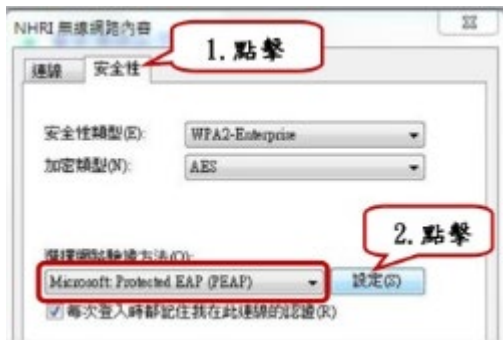 NHRI 無線網路內容
1. 點擊
連線 安全性
安全性類型(E): WPA2-Enterprise
加密類型(N): AES
2. 點擊
選擇網路驗證方法(O):
Microsoft: Protected EAP (PEAP) 設定(S)
每次登入時都記住我在此連線的認證(R)